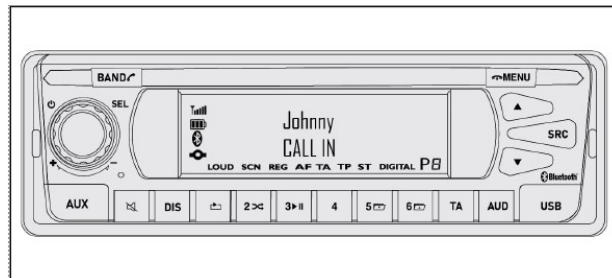 BAND MENU
SEL
Johnny
SRC
CALL IN
LOUD SCN REG AF TA TP ST DIGITAL P8
Bluetooth
AUX DIS 2 3 4 5 6 TA AUD USB